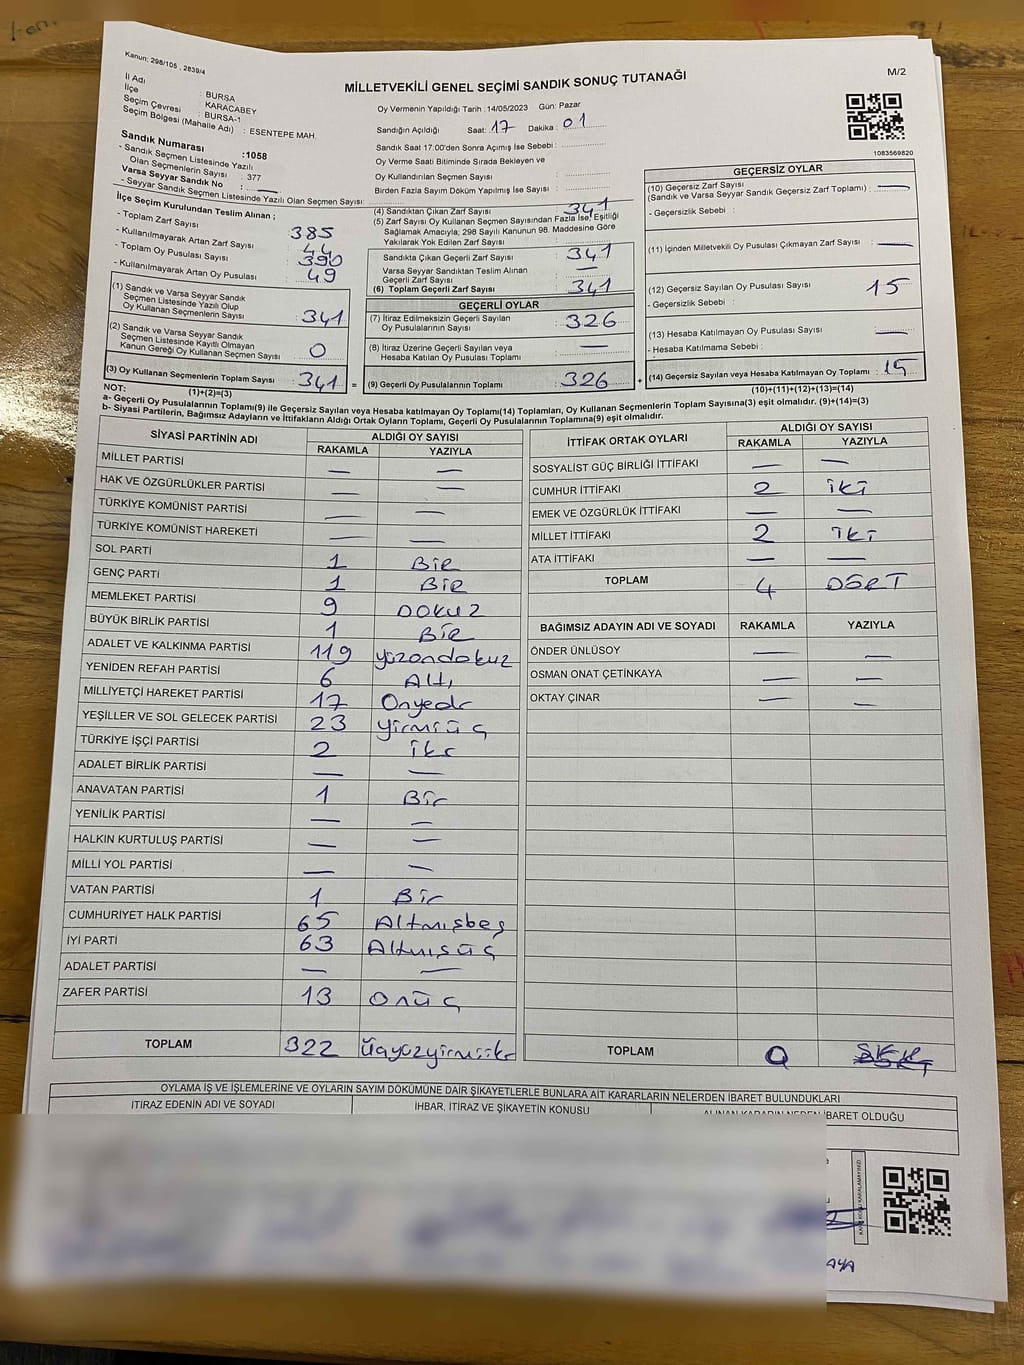 Kanun: 298/105 , 2839/4
M/2
MİLLETVEKİLİ GENEL SEÇİMİ SANDIK SONUÇ TUTANAĞI
İl Adı : BURSA
İlçe : KARACABEY
Seçim Çevresi : BURSA-1
Seçim Bölgesi (Mahalle Adı) : ESENTEPE MAH.
Oy Vermenin Yapıldığı Tarih : 14/05/2023 Gün: Pazar
Sandığın Açıldığı Saat: 17 Dakika : 01
Sandık Saat 17:00'den Sonra Açımış İse Sebebi :
Oy Verme Saati Bitiminde Sırada Bekleyen ve
Oy Kullandırılan Seçmen Sayısı :
Birden Fazla Sayım Döküm Yapılmış İse Sayısı :
1083569820
Sandık Numarası :1058
- Sandık Seçmen Listesinde Yazılı
Olan Seçmenlerin Sayısı : 377
Varsa Seyyar Sandık No : —
- Seyyar Sandık Seçmen Listesinde Yazılı Olan Seçmen Sayısı:
İlçe Seçim Kurulundan Teslim Alınan ;
- Toplam Zarf Sayısı 385
- Kullanılmayarak Artan Zarf Sayısı 44
- Toplam Oy Pusulası Sayısı 390
- Kullanılmayarak Artan Oy Pusulası 49
(1) Sandık ve Varsa Seyyar Sandık
Seçmen Listesinde Yazılı Olup
Oy Kullanan Seçmenlerin Sayısı : 341
(2) Sandık ve Varsa Seyyar Sandık
Seçmen Listesinde Kayıtlı Olmayan
Kanun Gereği Oy Kullanan Seçmen Sayısı : 0
(3) Oy Kullanan Seçmenlerin Toplam Sayısı : 341 =
(1)+(2)=(3)
(4) Sandıktan Çıkan Zarf Sayısı : 341
(5) Zarf Sayısı Oy Kullanan Seçmen Sayısından Fazla İse, Eşitliği
Sağlamak Amacıyla; 298 Sayılı Kanunun 98. Maddesine Göre
Yakılarak Yok Edilen Zarf Sayısı :
Sandıkta Çıkan Geçerli Zarf Sayısı : 341
Varsa Seyyar Sandıktan Teslim Alınan
Geçerli Zarf Sayısı : —
(6) Toplam Geçerli Zarf Sayısı : 341
GEÇERLİ OYLAR
(7) İtiraz Edilmeksizin Geçerli Sayılan
Oy Pusulalarının Sayısı : 326
(8) İtiraz Üzerine Geçerli Sayılan veya
Hesaba Katılan Oy Pusulası Toplamı : —
(9) Geçerli Oy Pusulalarının Toplamı : 326 +
GEÇERSİZ OYLAR
(10) Geçersiz Zarf Sayısı
(Sandık ve Varsa Seyyar Sandık Geçersiz Zarf Toplamı) : —
- Geçersizlik Sebebi :
(11) İçinden Milletvekili Oy Pusulası Çıkmayan Zarf Sayısı : —
(12) Geçersiz Sayılan Oy Pusulası Sayısı : 15
- Geçersizlik Sebebi :
(13) Hesaba Katılmayan Oy Pusulası Sayısı : —
- Hesaba Katılmama Sebebi :
(14) Geçersiz Sayılan veya Hesaba Katılmayan Oy Toplamı : 15
(10)+(11)+(12)+(13)=(14)
NOT:
a- Geçerli Oy Pusulalarının Toplamı(9) ile Geçersiz Sayılan veya Hesaba katılmayan Oy Toplamı(14) Toplamları, Oy Kullanan Seçmenlerin Toplam Sayısına(3) eşit olmalıdır. (9)+(14)=(3)
b- Siyasi Partilerin, Bağımsız Adayların ve İttifakların Aldığı Ortak Oyların Toplamı, Geçerli Oy Pusulalarının Toplamına(9) eşit olmalıdır.
SİYASİ PARTİNİN ADI ALDIĞI OY SAYISI
RAKAMLA YAZIYLA
MİLLET PARTİSİ — —
HAK VE ÖZGÜRLÜKLER PARTİSİ — —
TÜRKİYE KOMÜNİST PARTİSİ — —
TÜRKİYE KOMÜNİST HAREKETİ — —
SOL PARTİ 1 BİR
GENÇ PARTİ 1 BİR
MEMLEKET PARTİSİ 9 DOKUZ
BÜYÜK BİRLİK PARTİSİ 1 BİR
ADALET VE KALKINMA PARTİSİ 119 yüzondokuz
YENİDEN REFAH PARTİSİ 6 Altı
MİLLİYETÇİ HAREKET PARTİSİ 17 Onyedi
YEŞİLLER VE SOL GELECEK PARTİSİ 23 yirmiüç
TÜRKİYE İŞÇİ PARTİSİ 2 iki
ADALET BİRLİK PARTİSİ — —
ANAVATAN PARTİSİ 1 Bir
YENİLİK PARTİSİ — —
HALKIN KURTULUŞ PARTİSİ — —
MİLLİ YOL PARTİSİ — —
VATAN PARTİSİ 1 Bir
CUMHURİYET HALK PARTİSİ 65 Altmışbeş
İYİ PARTİ 63 Altmışüç
ADALET PARTİSİ — —
ZAFER PARTİSİ 13 onüç
TOPLAM 322 Üçyüzyirmiiki
İTTİFAK ORTAK OYLARI ALDIĞI OY SAYISI
RAKAMLA YAZIYLA
SOSYALİST GÜÇ BİRLİĞİ İTTİFAKI — —
CUMHUR İTTİFAKI 2 iki
EMEK VE ÖZGÜRLÜK İTTİFAKI — —
MİLLET İTTİFAKI 2 iki
ATA İTTİFAKI — —
TOPLAM 4 DÖRT
BAĞIMSIZ ADAYIN ADI VE SOYADI RAKAMLA YAZIYLA
ÖNDER ÜNLÜSOY — —
OSMAN ONAT ÇETİNKAYA — —
OKTAY ÇINAR — —
TOPLAM 0
OYLAMA İŞ VE İŞLEMLERİNE VE OYLARIN SAYIM DÖKÜMÜNE DAİR ŞİKAYETLERLE BUNLARA AİT KARARLARIN NELERDEN İBARET BULUNDUKLARI
İTİRAZ EDENİN ADI VE SOYADI İHBAR, İTİRAZ VE ŞİKAYETİN KONUSU ALINAN KARARIN NEDEN İBARET OLDUĞU